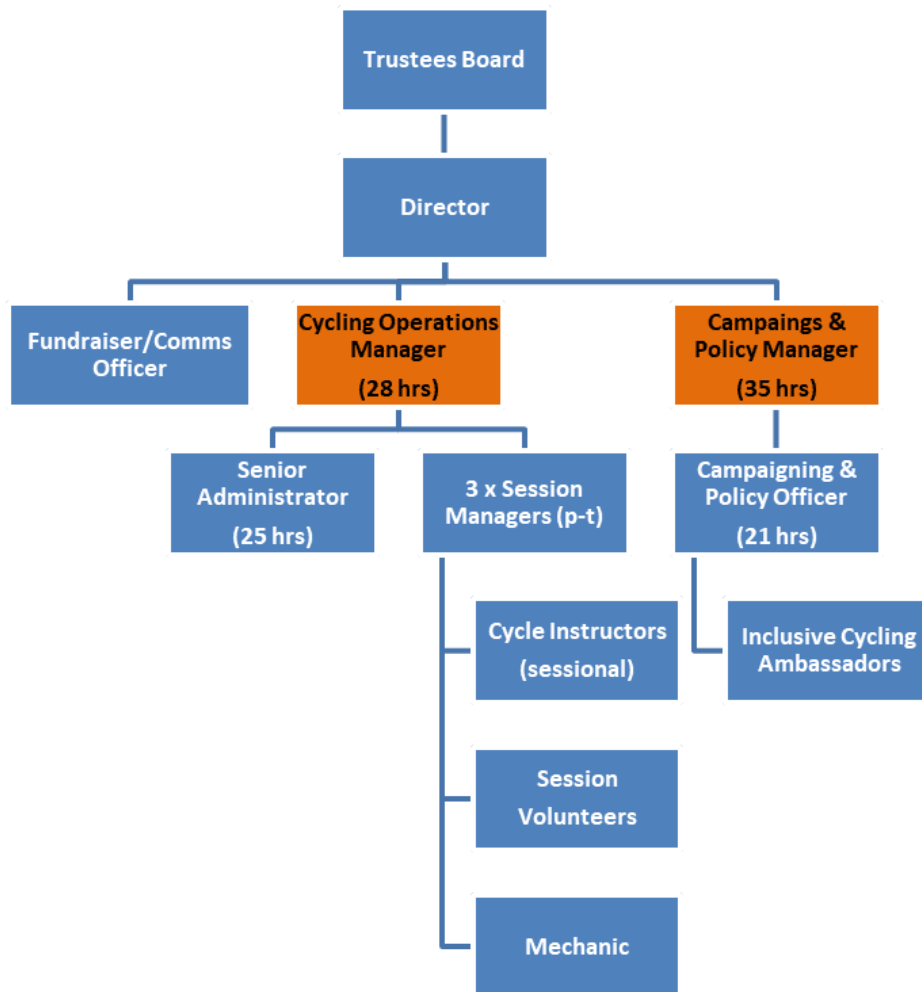 Trustees Board
Director
Fundraiser/Comms
Officer
Cycling Operations
Manager
(28 hrs)
Campaings &
Policy Manager
(35 hrs)
Senior
Administrator
(25 hrs)
3 x Session
Managers (p-t)
Campaigning &
Policy Officer
(21 hrs)
Cycle Instructors
(sessional)
Inclusive Cycling
Ambassadors
Session
Volunteers
Mechanic